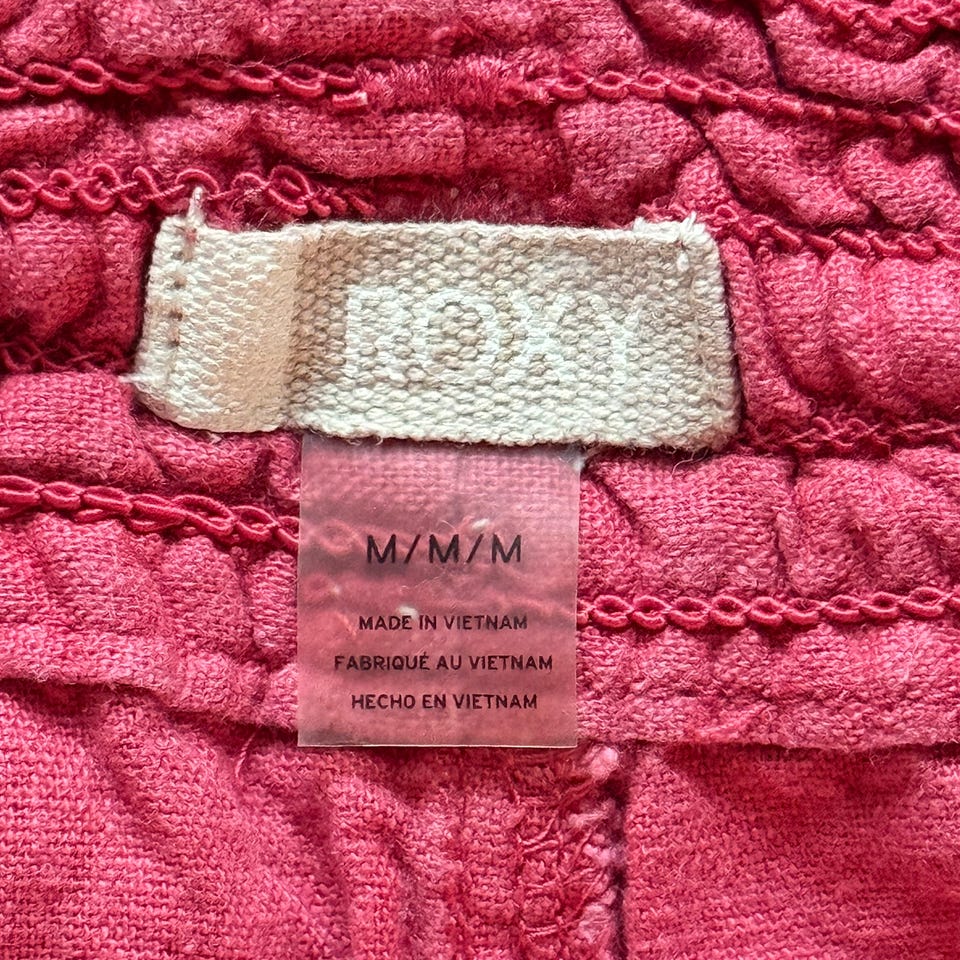 ROXY
M/M/M
MADE IN VIETNAM
FABRIQUÉ AU VIETNAM
HECHO EN VIETNAM